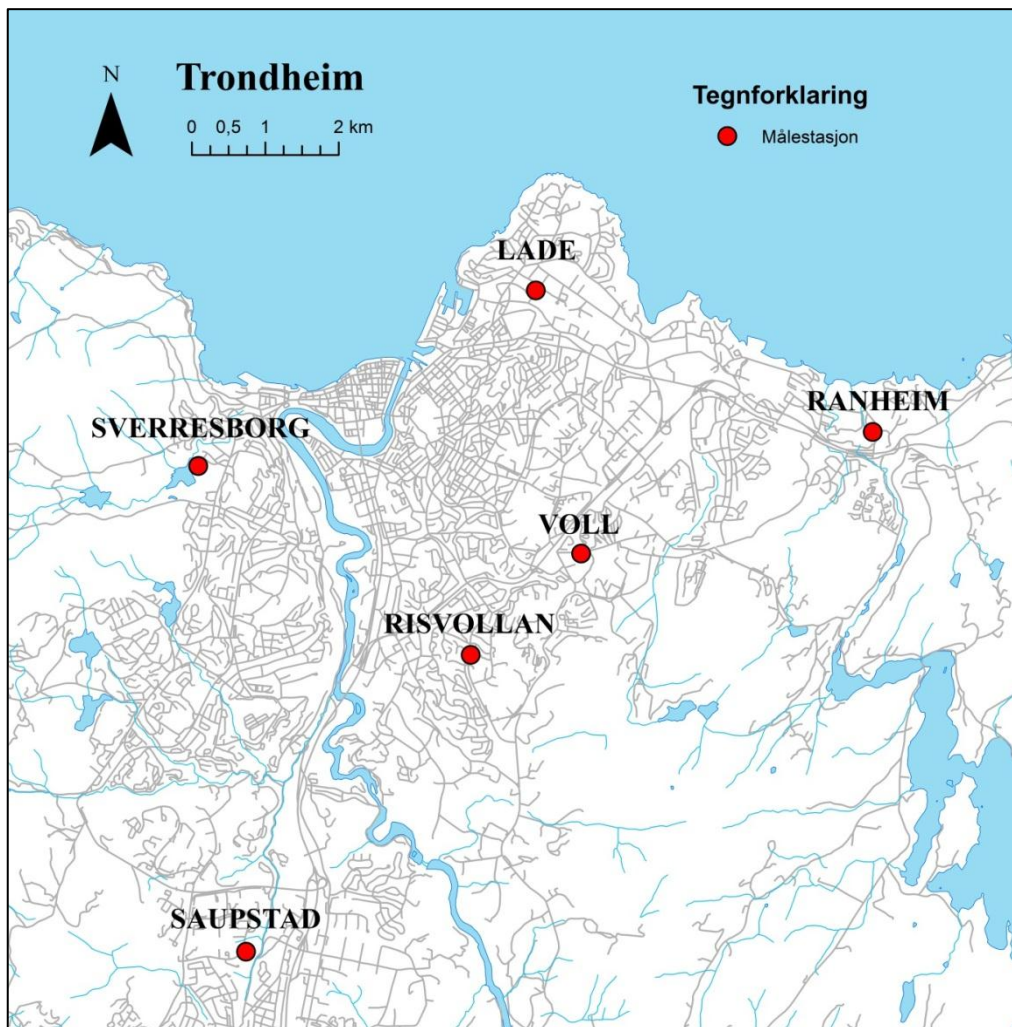 N
Trondheim
0 0,5 1 2 km
Tegnforklaring
Målestasjon
LADE
RANHEIM
SVERRESBORG
VOLL
RISVOLLAN
SAUPSTAD